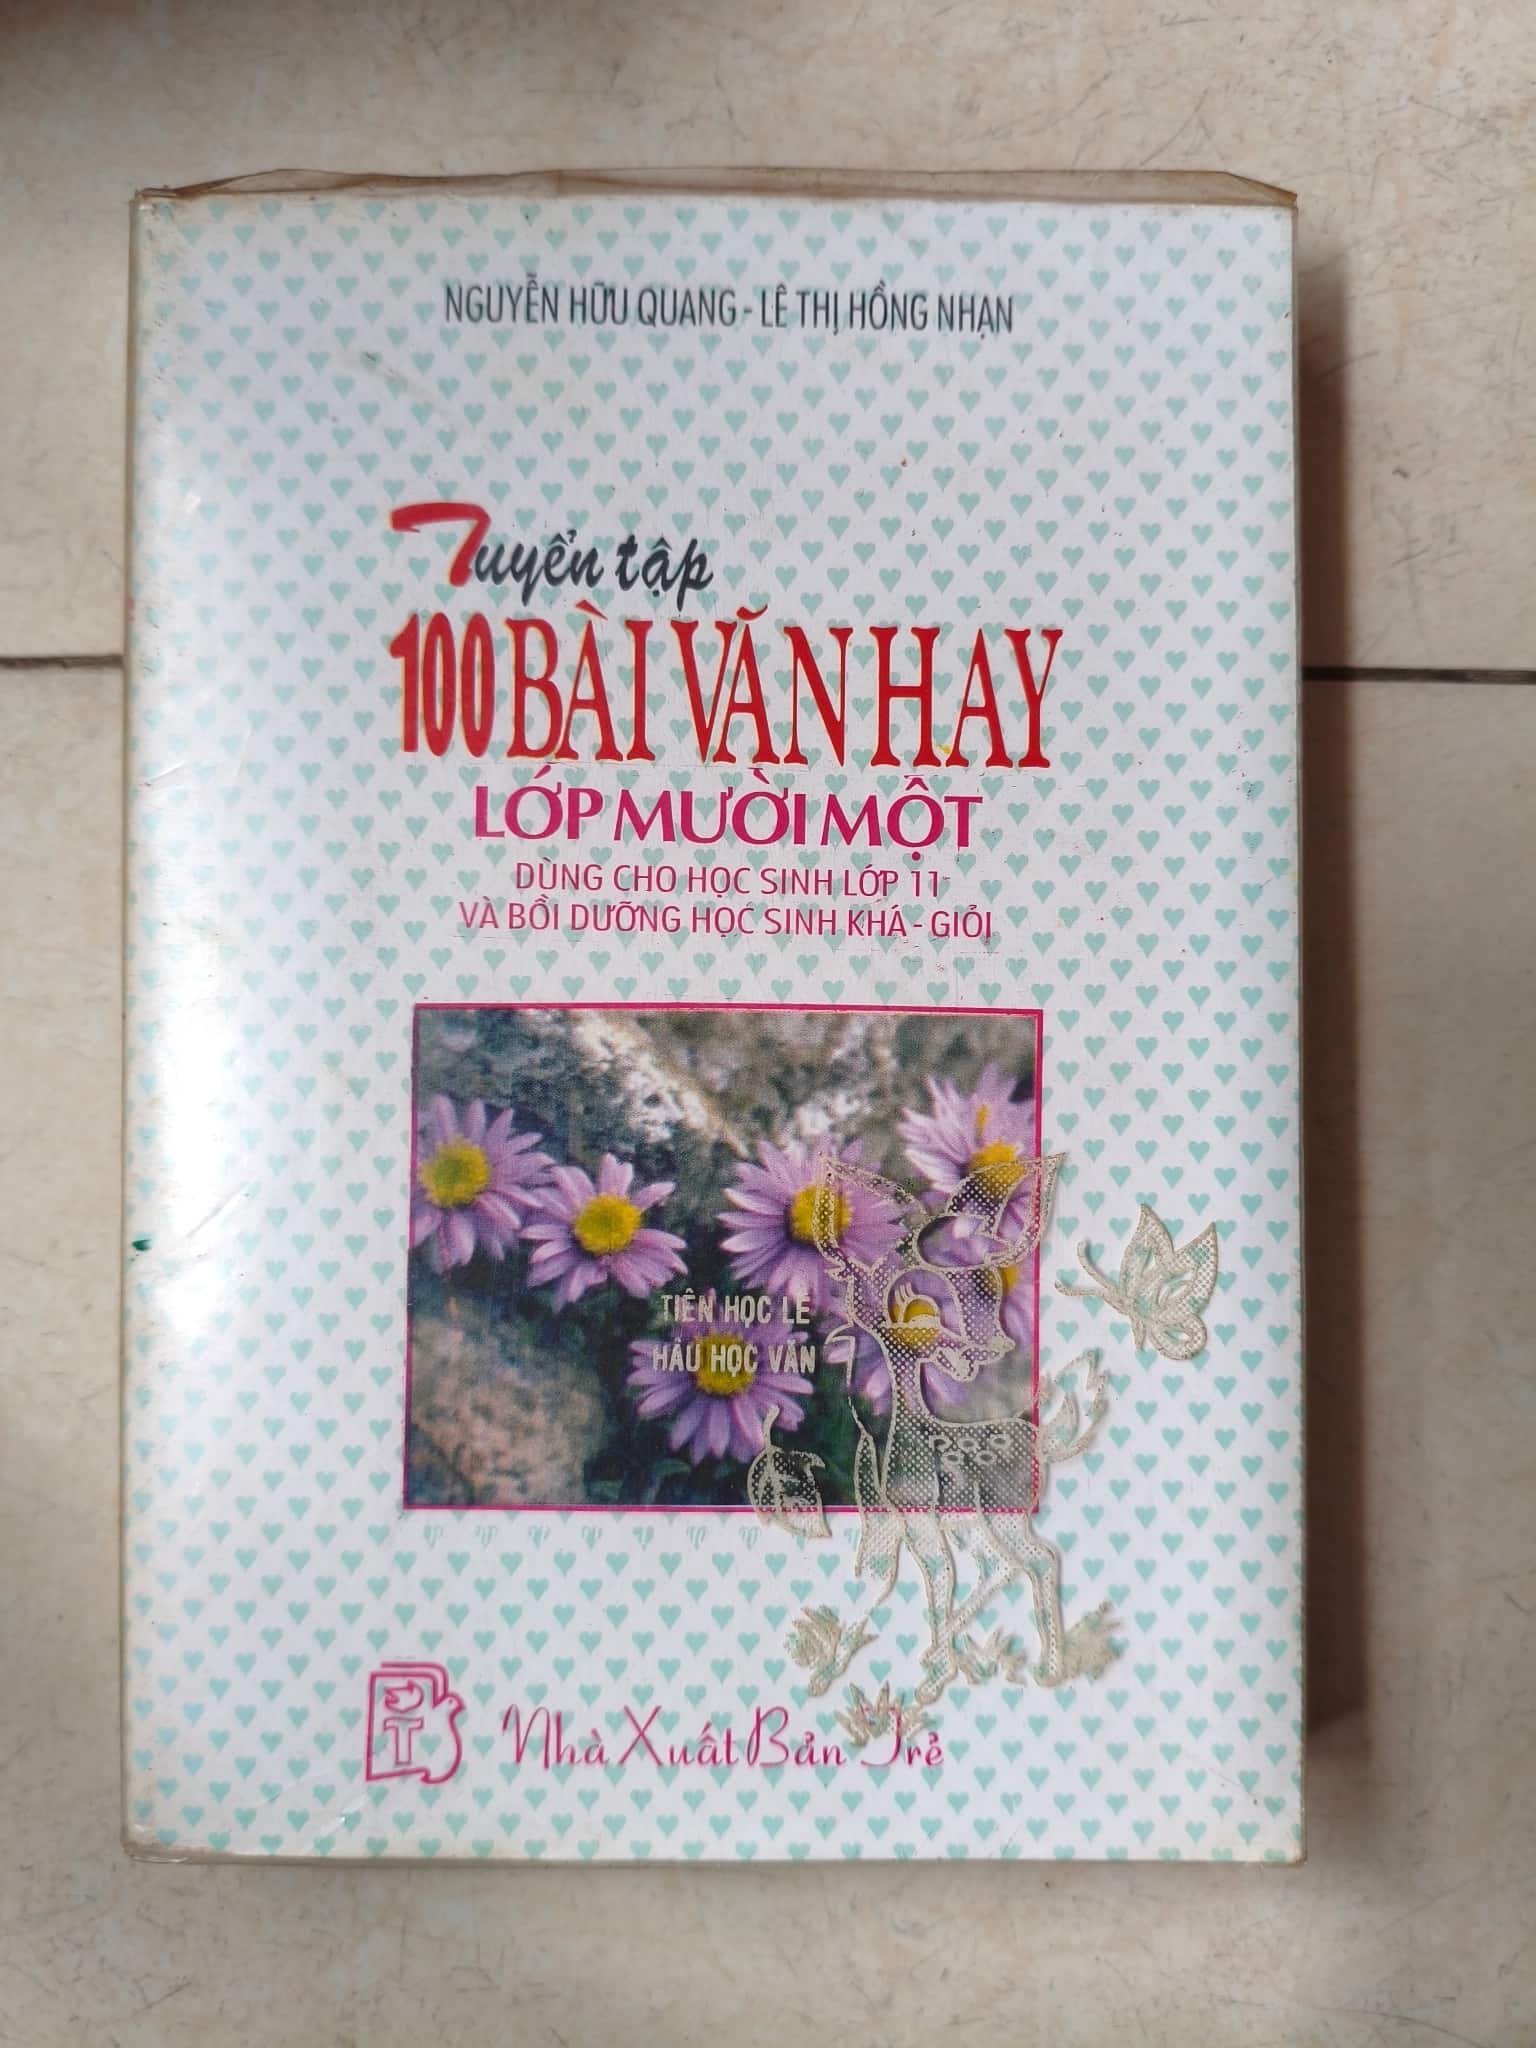 NGUYỄN HỮU QUANG - LÊ THỊ HỒNG NHẠN
Tuyển tập
100 BÀI VĂN HAY
LỚP MƯỜI MỘT
DÙNG CHO HỌC SINH LỚP 11
VÀ BỒI DƯỠNG HỌC SINH KHÁ - GIỎI
TIÊN HỌC LỄ
HẬU HỌC VĂN
T
Nhà Xuất Bản Trẻ